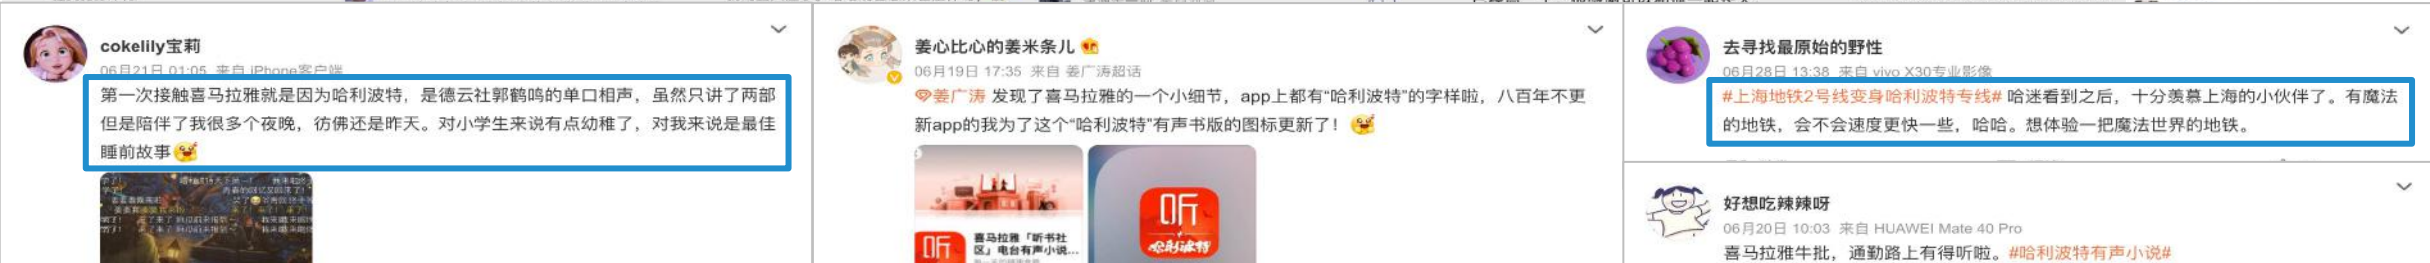 cokelily宝莉
06月21日 01:05 来自 iPhone客户端
第一次接触喜马拉雅就是因为哈利波特，是德云社郭鹤鸣的单口相声，虽然只讲了两部
但是陪伴了我很多个夜晚，彷佛还是昨天。对小学生来说有点幼稚了，对我来说是最佳
睡前故事
姜心比心的姜米条儿
06月19日 17:35 来自 姜广涛超话
姜广涛 发现了喜马拉雅的一个小细节，app上都有“哈利波特”的字样啦，八百年不更
新app的我为了这个“哈利波特”有声书版的图标更新了！
听
喜马拉雅「听书社
区」电台有声小说...
听
哈利波特
去寻找最原始的野性
06月28日 13:38 来自 vivo X30专业影像
#上海地铁2号线变身哈利波特专线# 哈迷看到之后，十分羡慕上海的小伙伴了。有魔法
的地铁，会不会速度更快一些，哈哈。想体验一把魔法世界的地铁。
好想吃辣辣呀
06月20日 10:03 来自 HUAWEI Mate 40 Pro
喜马拉雅牛批，通勤路上有得听啦。#哈利波特有声小说#